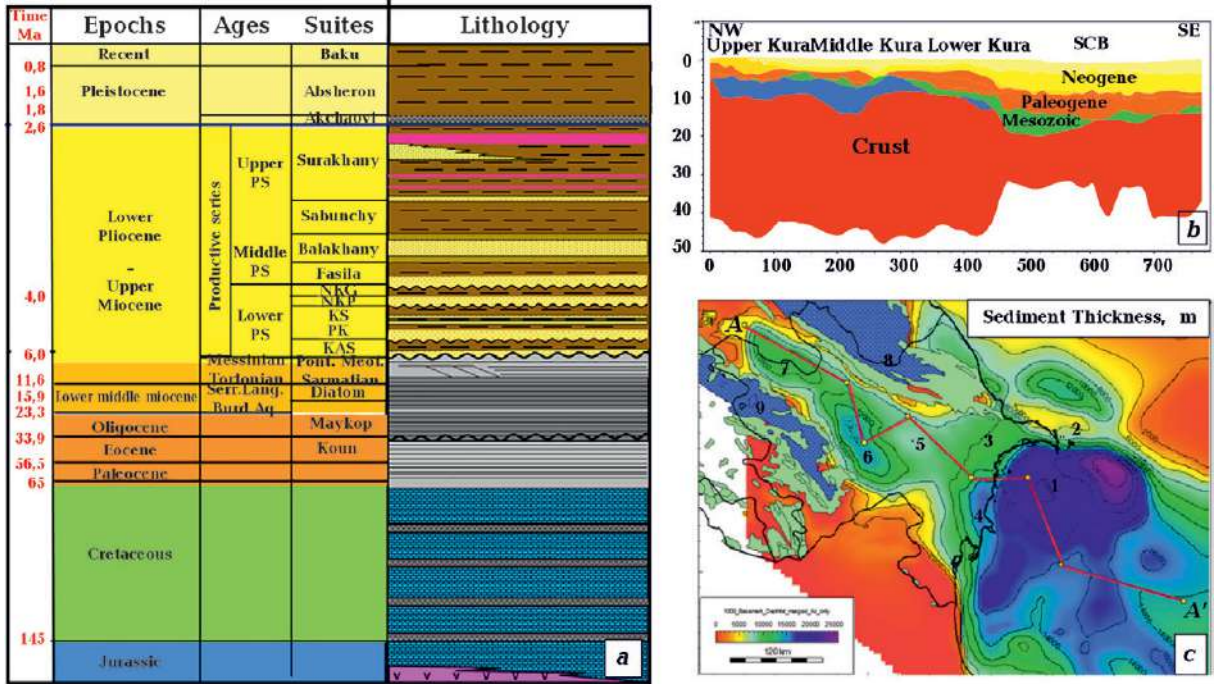 Time Ma
Epochs
Ages
Suites
Lithology
Recent
Baku
0,8
Pleistocene
1,6
Absheron
1,8
2,6
Productive series
Upper PS
Surakhany
Lower Pliocene
-
Upper Miocene
Sabunchy
Middle PS
Balakhany
Fasila
4,0
NKG
NKP
Lower PS
KS
PK
KAS
6,0
Messinian
Pont. Meot.
Tortonian
Sarmatian
11,6
Serr.Lang.
Diatom
15,9
Lower middle miocene
Burd.Aq
23,3
Oligocene
Maykop
33,9
Eocene
Koun
56,5
Paleocene
65
Cretaceous
145
Jurassic
v v v v v v
a
NW
SE
Upper Kura Middle Kura Lower Kura
SCB
0
10
20
30
40
50
Neogene
Paleogene
Mesozoic
Crust
b
0 100 200 300 400 500 600 700
Sediment Thickness, m
A
8
7
9
2
3
5
6
1
4
A'
0 5000 10000 15000 20000 25000
120 km
c